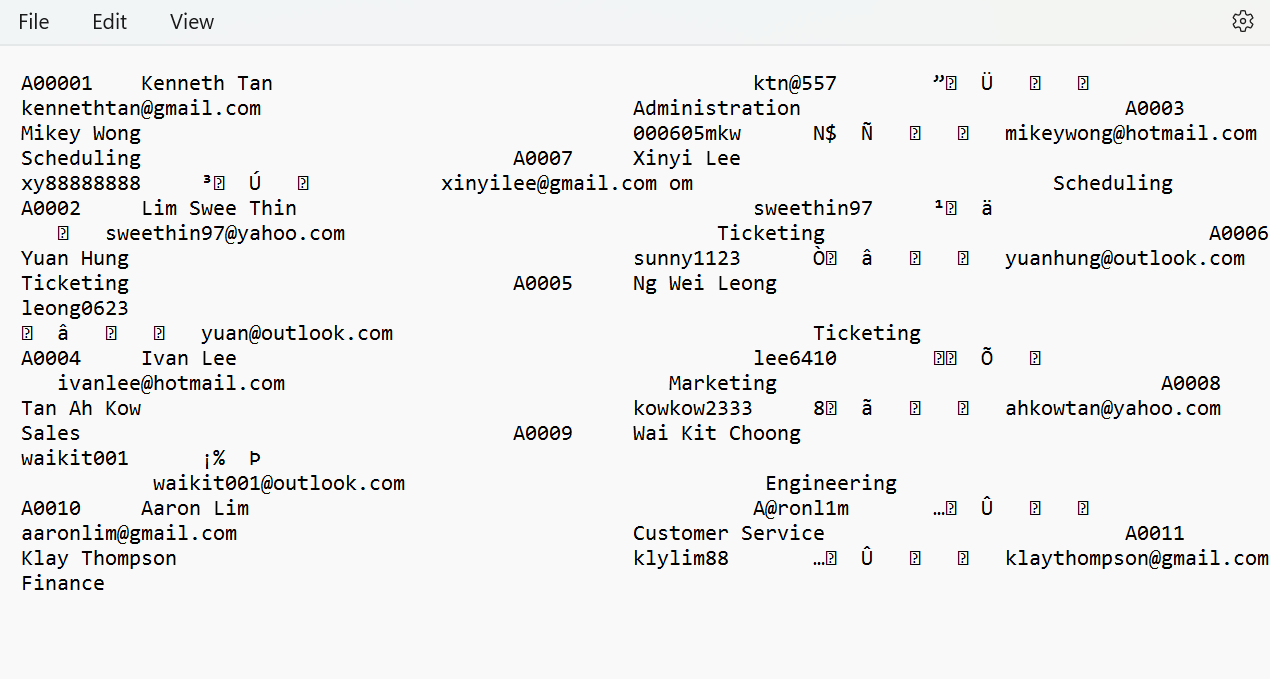 File Edit View
A00001 Kenneth Tan ktn@557 ” Ü
kennethtan@gmail.com Administration A0003
Mikey Wong 000605mkw N$ Ñ mikeywong@hotmail.com
Scheduling A0007 Xinyi Lee
xy88888888 ³ Ú xinyilee@gmail.com om Scheduling
A0002 Lim Swee Thin sweethin97 ¹ ä
sweethin97@yahoo.com Ticketing A0006
Yuan Hung sunny1123 Ò â yuanhung@outlook.com
Ticketing A0005 Ng Wei Leong
leong0623
â yuan@outlook.com Ticketing
A0004 Ivan Lee lee6410 Õ
ivanlee@hotmail.com Marketing A0008
Tan Ah Kow kowkow2333 8 ã ahkowtan@yahoo.com
Sales A0009 Wai Kit Choong
waikit001 ¡% Þ
waikit001@outlook.com Engineering
A0010 Aaron Lim A@ronl1m … Û
aaronlim@gmail.com Customer Service A0011
Klay Thompson klylim88 … Û klaythompson@gmail.com
Finance